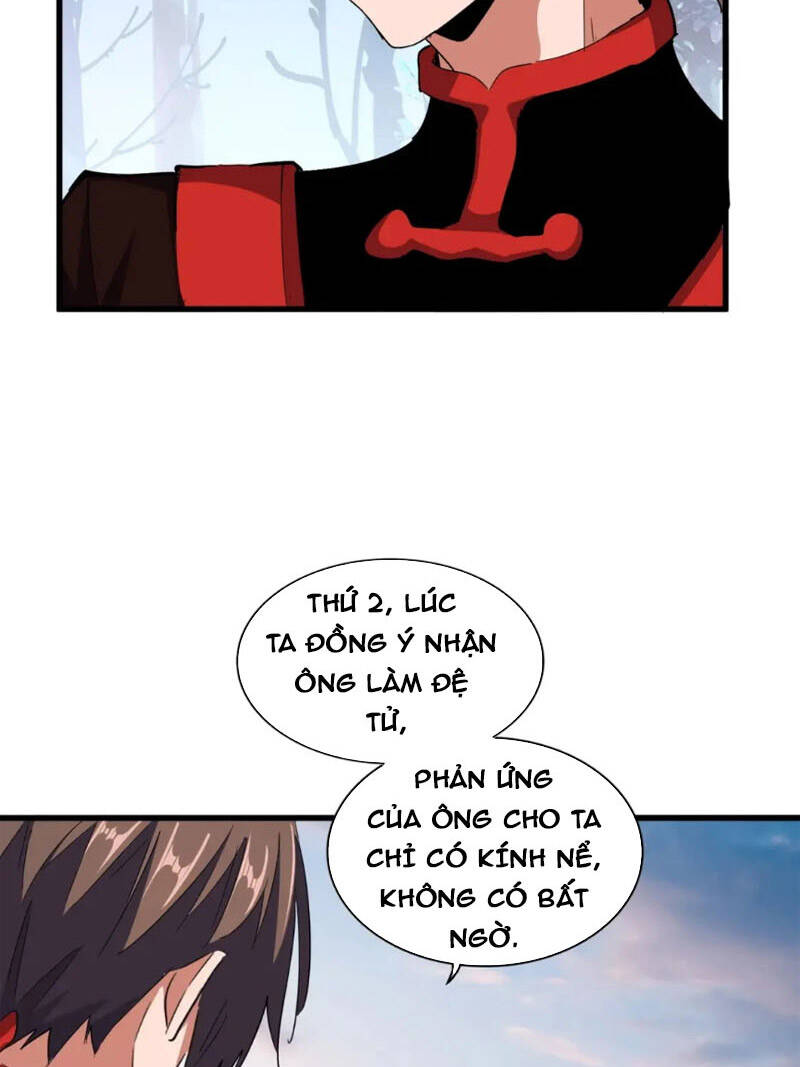 THỨ 2, LÚC
TA ĐỒNG Ý NHẬN
ÔNG LÀM ĐỆ
TỬ,
PHẢN ỨNG
CỦA ÔNG CHO TA
CHỈ CÓ KÍNH NỂ,
KHÔNG CÓ BẤT
NGỜ.